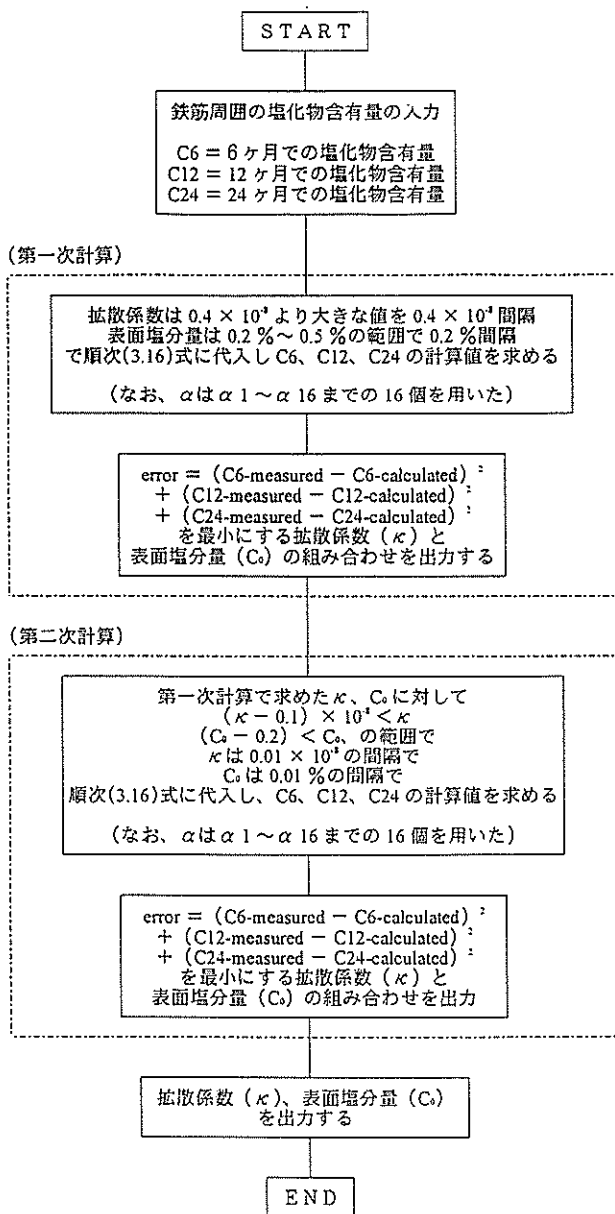 START
鉄筋周囲の塩化物含有量の入力
C6 = 6ヶ月での塩化物含有量
C12 = 12ヶ月での塩化物含有量
C24 = 24ヶ月での塩化物含有量
(第一次計算)
拡散係数は 0.4 × 10⁻⁸ より大きな値を 0.4 × 10⁻⁸ 間隔
表面塩分量は 0.2 %～ 0.5 %の範囲で 0.2 %間隔
で順次(3.16)式に代入し C6、C12、C24 の計算値を求める
(なお、αはα 1 ～α 16 までの 16 個を用いた)
error = (C6-measured − C6-calculated) ²
+ (C12-measured − C12-calculated) ²
+ (C24-measured − C24-calculated) ²
を最小にする拡散係数 (κ) と
表面塩分量 (C₀) の組み合わせを出力する
(第二次計算)
第一次計算で求めたκ、C₀ に対して
(κ − 0.1) × 10⁻⁸ < κ
(C₀ − 0.2) < C₀、の範囲で
κは 0.01 × 10⁻⁸ の間隔で
C₀ は 0.01 %の間隔で
順次(3.16)式に代入し、C6、C12、C24 の計算値を求める
(なお、αはα 1 ～α 16 までの 16 個を用いた)
error = (C6-measured − C6-calculated) ²
+ (C12-measured − C12-calculated) ²
+ (C24-measured − C24-calculated) ²
を最小にする拡散係数 (κ) と
表面塩分量 (C₀) の組み合わせを出力
拡散係数 (κ)、表面塩分量 (C₀)
を出力する
END